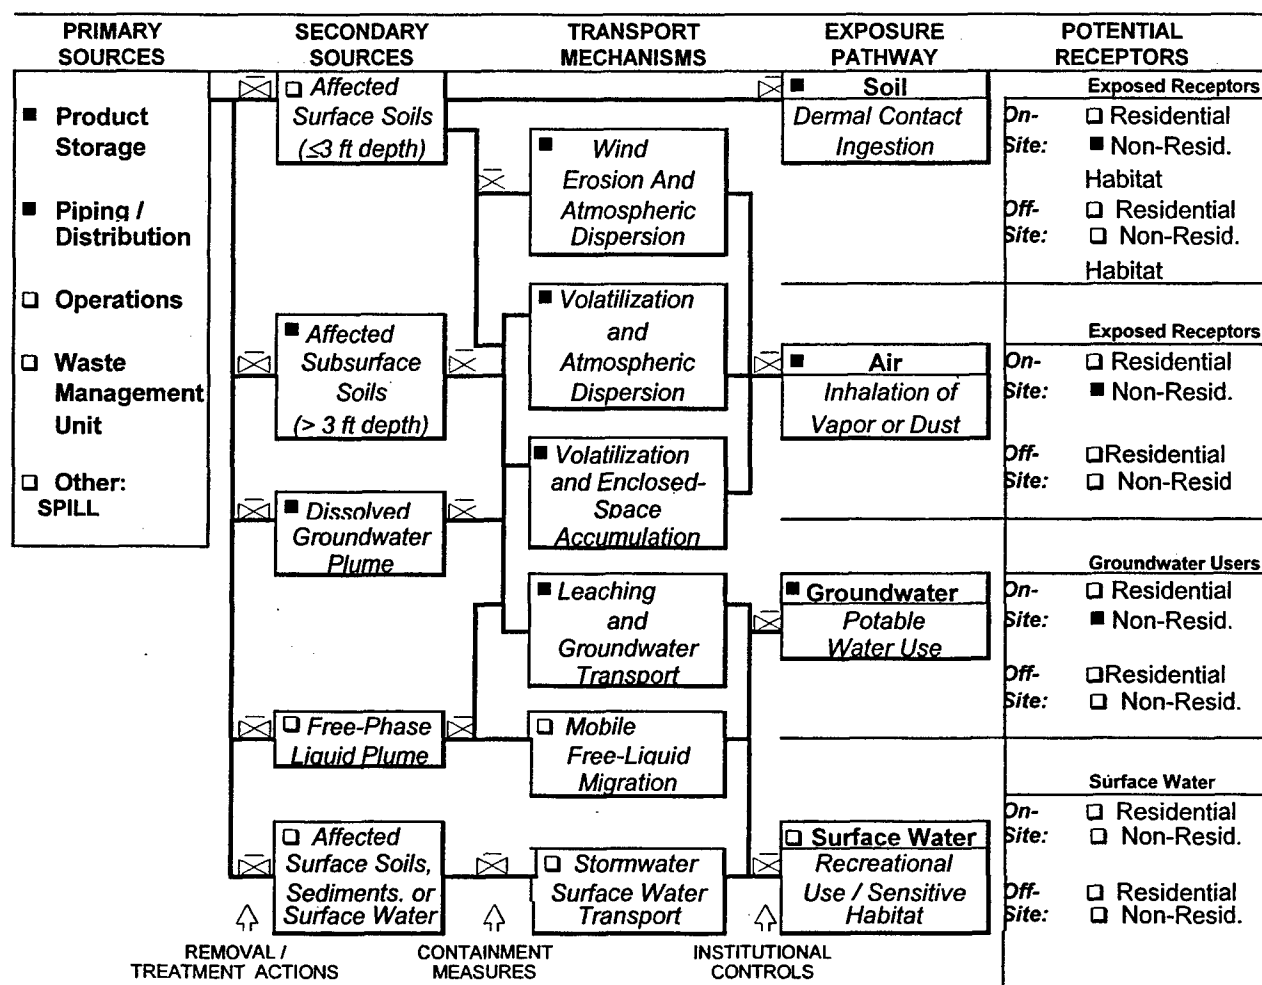 PRIMARY SOURCES
SECONDARY SOURCES
TRANSPORT MECHANISMS
EXPOSURE PATHWAY
POTENTIAL RECEPTORS
■ Product
Storage
■ Piping /
Distribution
❑ Operations
❑ Waste
Management
Unit
❑ Other:
SPILL
❑ Affected
Surface Soils
(≤3 ft depth)
■ Affected
Subsurface
Soils
(> 3 ft depth)
■ Dissolved
Groundwater
Plume
❑ Free-Phase
Liquid Plume
❑ Affected
Surface Soils,
Sediments. or
Surface Water
■ Wind
Erosion And
Atmospheric
Dispersion
■ Volatilization
and
Atmospheric
Dispersion
■ Volatilization
and Enclosed-
Space
Accumulation
■ Leaching
and
Groundwater
Transport
❑ Mobile
Free-Liquid
Migration
❑ Stormwater
Surface Water
Transport
■ Soil
Dermal Contact
Ingestion
■ Air
Inhalation of
Vapor or Dust
■ Groundwater
Potable
Water Use
❑ Surface Water
Recreational
Use / Sensitive
Habitat
Exposed Receptors
On- ❑ Residential
Site: ■ Non-Resid.
Habitat
Off- ❑ Residential
Site: ❑ Non-Resid.
Habitat
Exposed Receptors
On- ❑ Residential
Site: ■ Non-Resid.
Off- ❑Residential
Site: ❑ Non-Resid
Groundwater Users
On- ❑ Residential
Site: ■ Non-Resid.
Off- ❑Residential
Site: ❑ Non-Resid.
Surface Water
On- ❑ Residential
Site: ❑ Non-Resid.
Off- ❑ Residential
Site: ❑ Non-Resid.
REMOVAL /
TREATMENT ACTIONS
CONTAINMENT
MEASURES
INSTITUTIONAL
CONTROLS